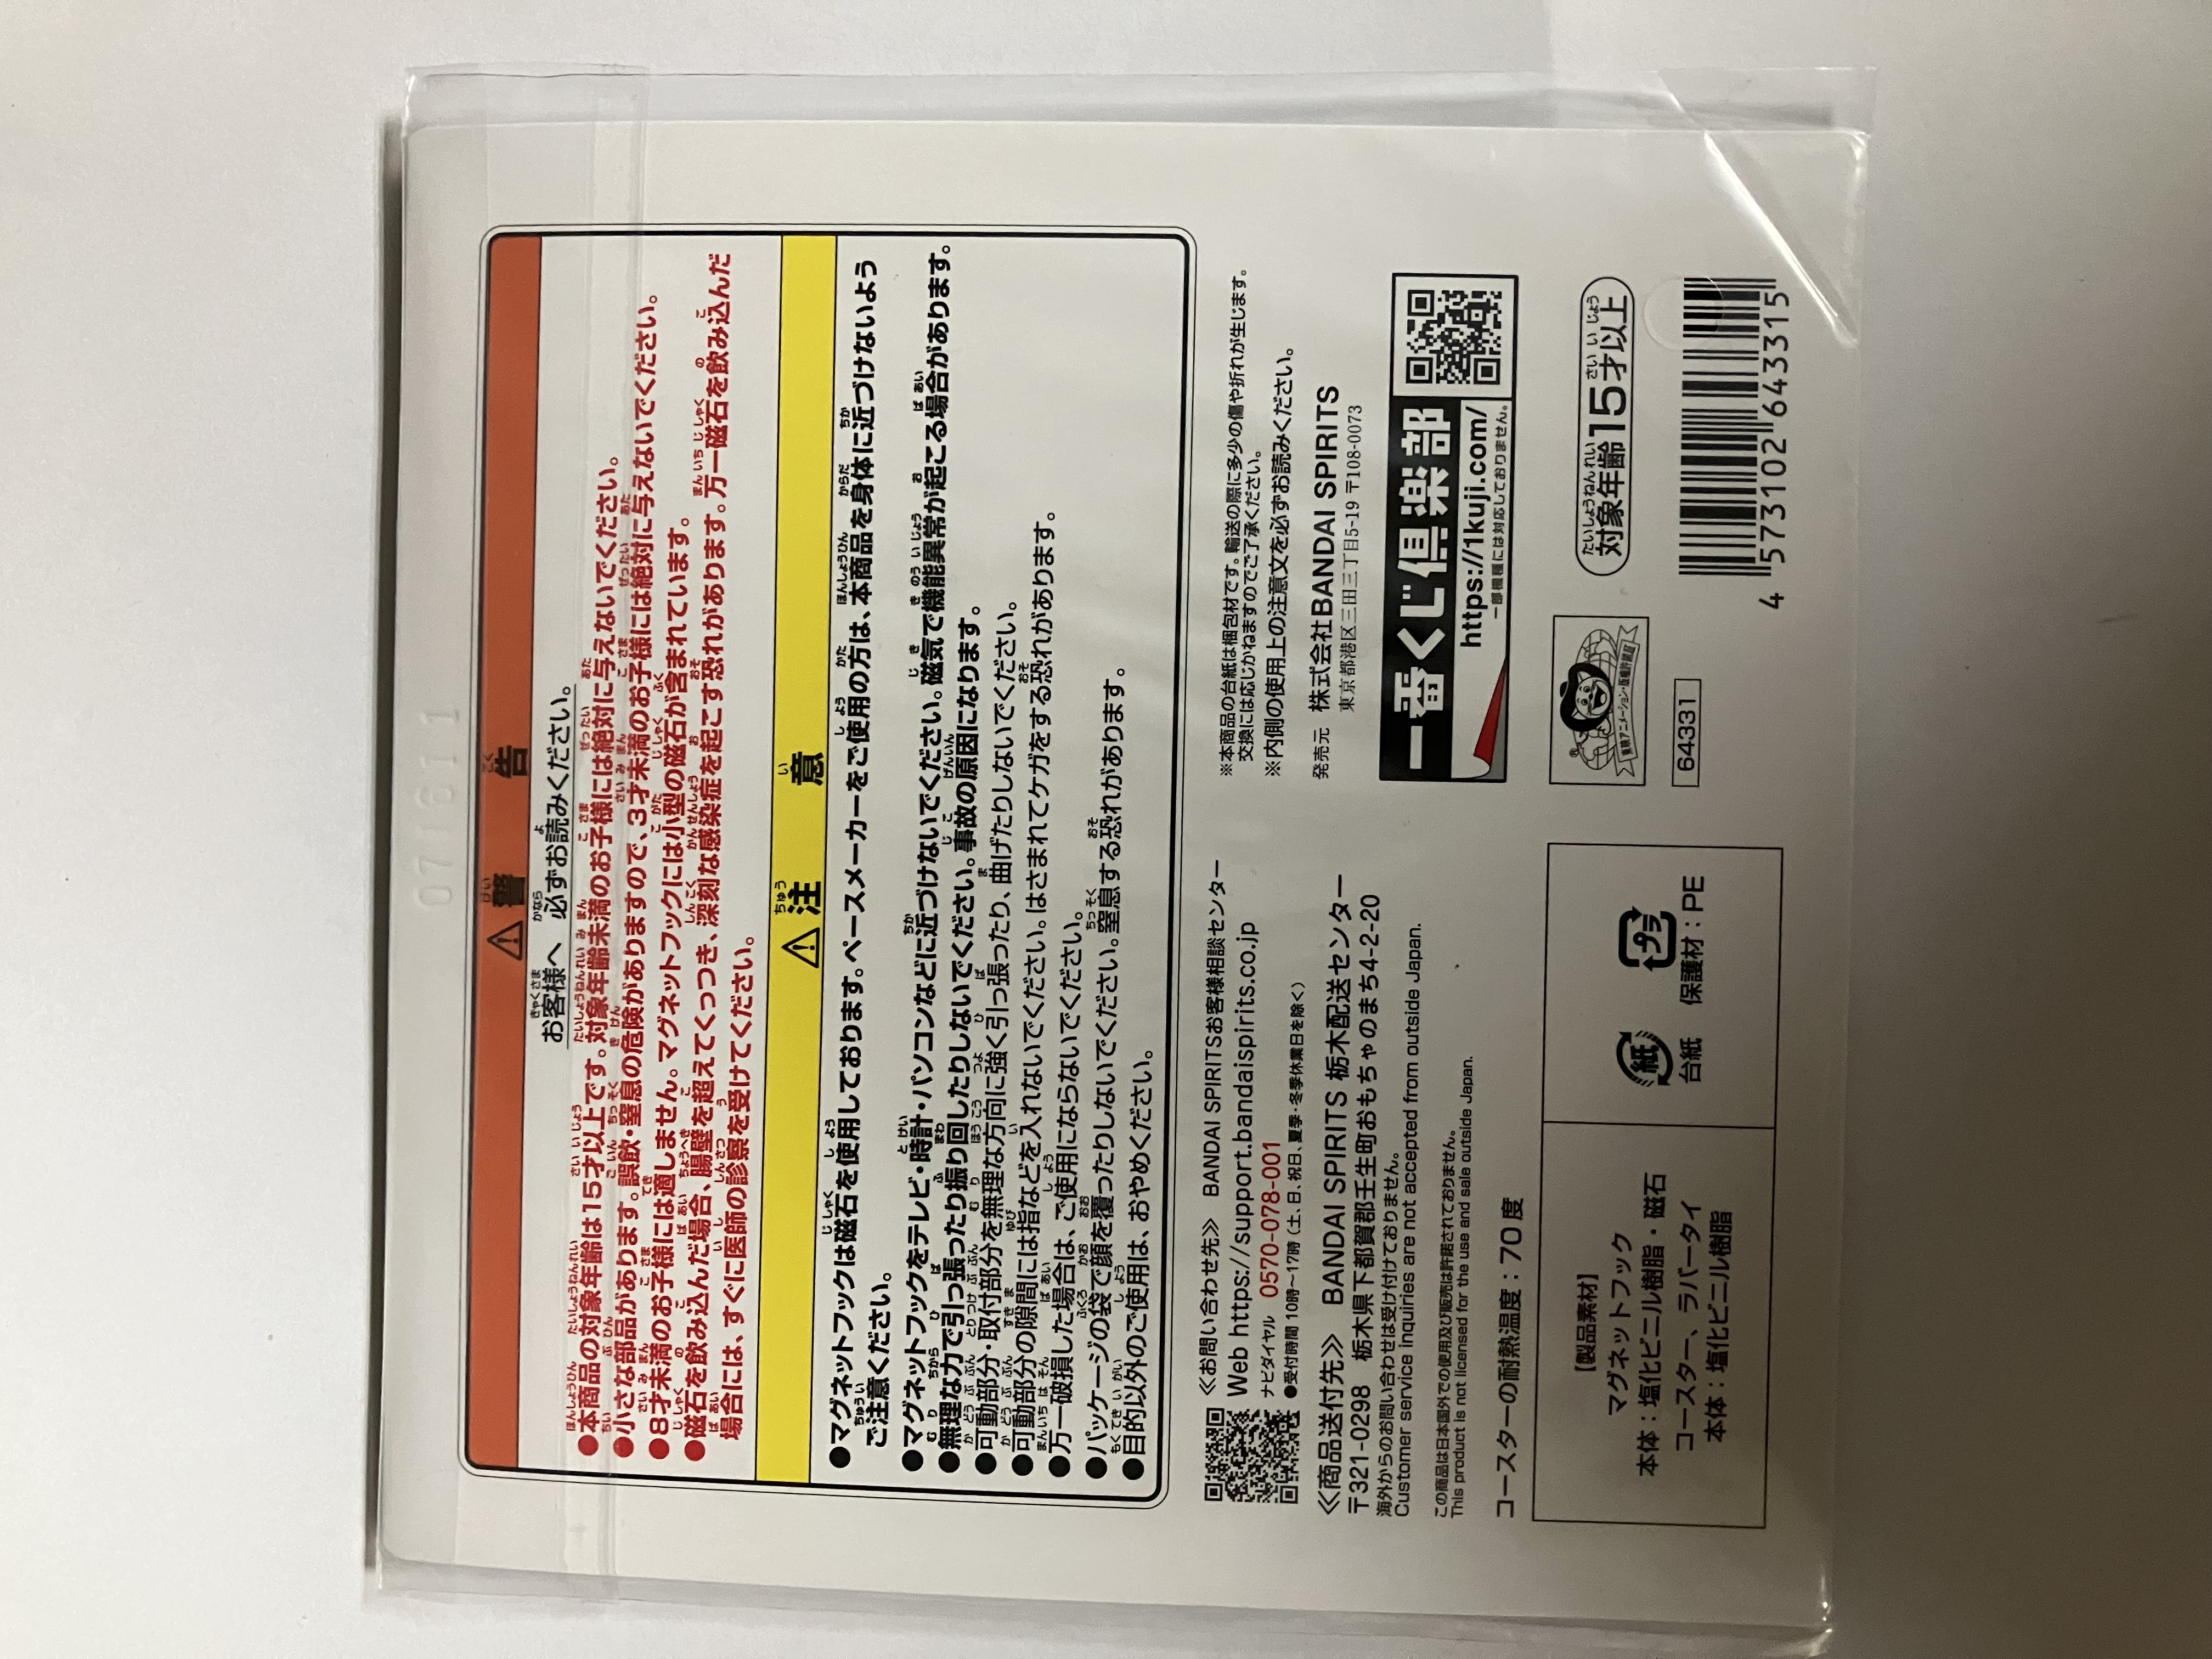 071611
⚠ 警告
お客様へ 必ずお読みください。
●本商品の対象年齢は15才以上です。対象年齢未満のお子様には絶対に与えないでください。
●小さな部品があります。誤飲・窒息の危険がありますので、3才未満のお子様には絶対に与えないでください。
●8才未満のお子様には適しません。マグネットフックには小型の磁石が含まれています。
●磁石を飲み込んだ場合、腸壁を超えてくっつき、深刻な感染症を起こす恐れがあります。万一磁石を飲み込んだ
場合には、すぐに医師の診察を受けてください。
⚠ 注意
●マグネットフックは磁石を使用しております。ペースメーカーをご使用の方は、本商品を身体に近づけないよう
ご注意ください。
●マグネットフックをテレビ・時計・パソコンなどに近づけないでください。磁気で機能異常が起こる場合があります。
●無理な力で引っ張ったり振り回したりしないでください。事故の原因になります。
●可動部分・取付部分を無理な方向に強く引っ張ったり、曲げたりしないでください。
●可動部分の隙間には指などを入れないでください。はさまれてケガをする恐れがあります。
●万一破損した場合は、ご使用にならないでください。
●パッケージの袋で顔を覆ったりしないでください。窒息する恐れがあります。
●目的以外のご使用は、おやめください。
≪お問い合わせ先≫ BANDAI SPIRITSお客様相談センター
Web https://support.bandaispirits.co.jp
ナビダイヤル 0570-078-001
●受付時間 10時～17時（土、日、祝日、夏季・冬季休業日を除く）
≪商品送付先≫ BANDAI SPIRITS 栃木配送センター
〒321-0298 栃木県下都賀郡壬生町おもちゃのまち4-2-20
海外からのお問い合わせは受け付けておりません。
Customer service inquiries are not accepted from outside Japan.
この商品は日本国外での使用及び販売は許諾されておりません。
This product is not licensed for the use and sale outside Japan.
コースターの耐熱温度：70度
【製品素材】
マグネットフック
本体：塩化ビニル樹脂・磁石
コースター、ラバータイ
本体：塩化ビニル樹脂
紙
台紙
プラ
保護材：PE
※本商品の台紙は梱包材です。輸送の際に多少の傷や折れが生じます。
交換には応じかねますのでご了承ください。
※内側の使用上の注意文を必ずお読みください。
発売元 株式会社BANDAI SPIRITS
東京都港区三田三丁目5-19 〒108-0073
一番くじ倶楽部
https://1kuji.com/
一部機種には対応しておりません。
東映アニメーション・版権許諾証
64331
対象年齢15才以上
4 573102 643315